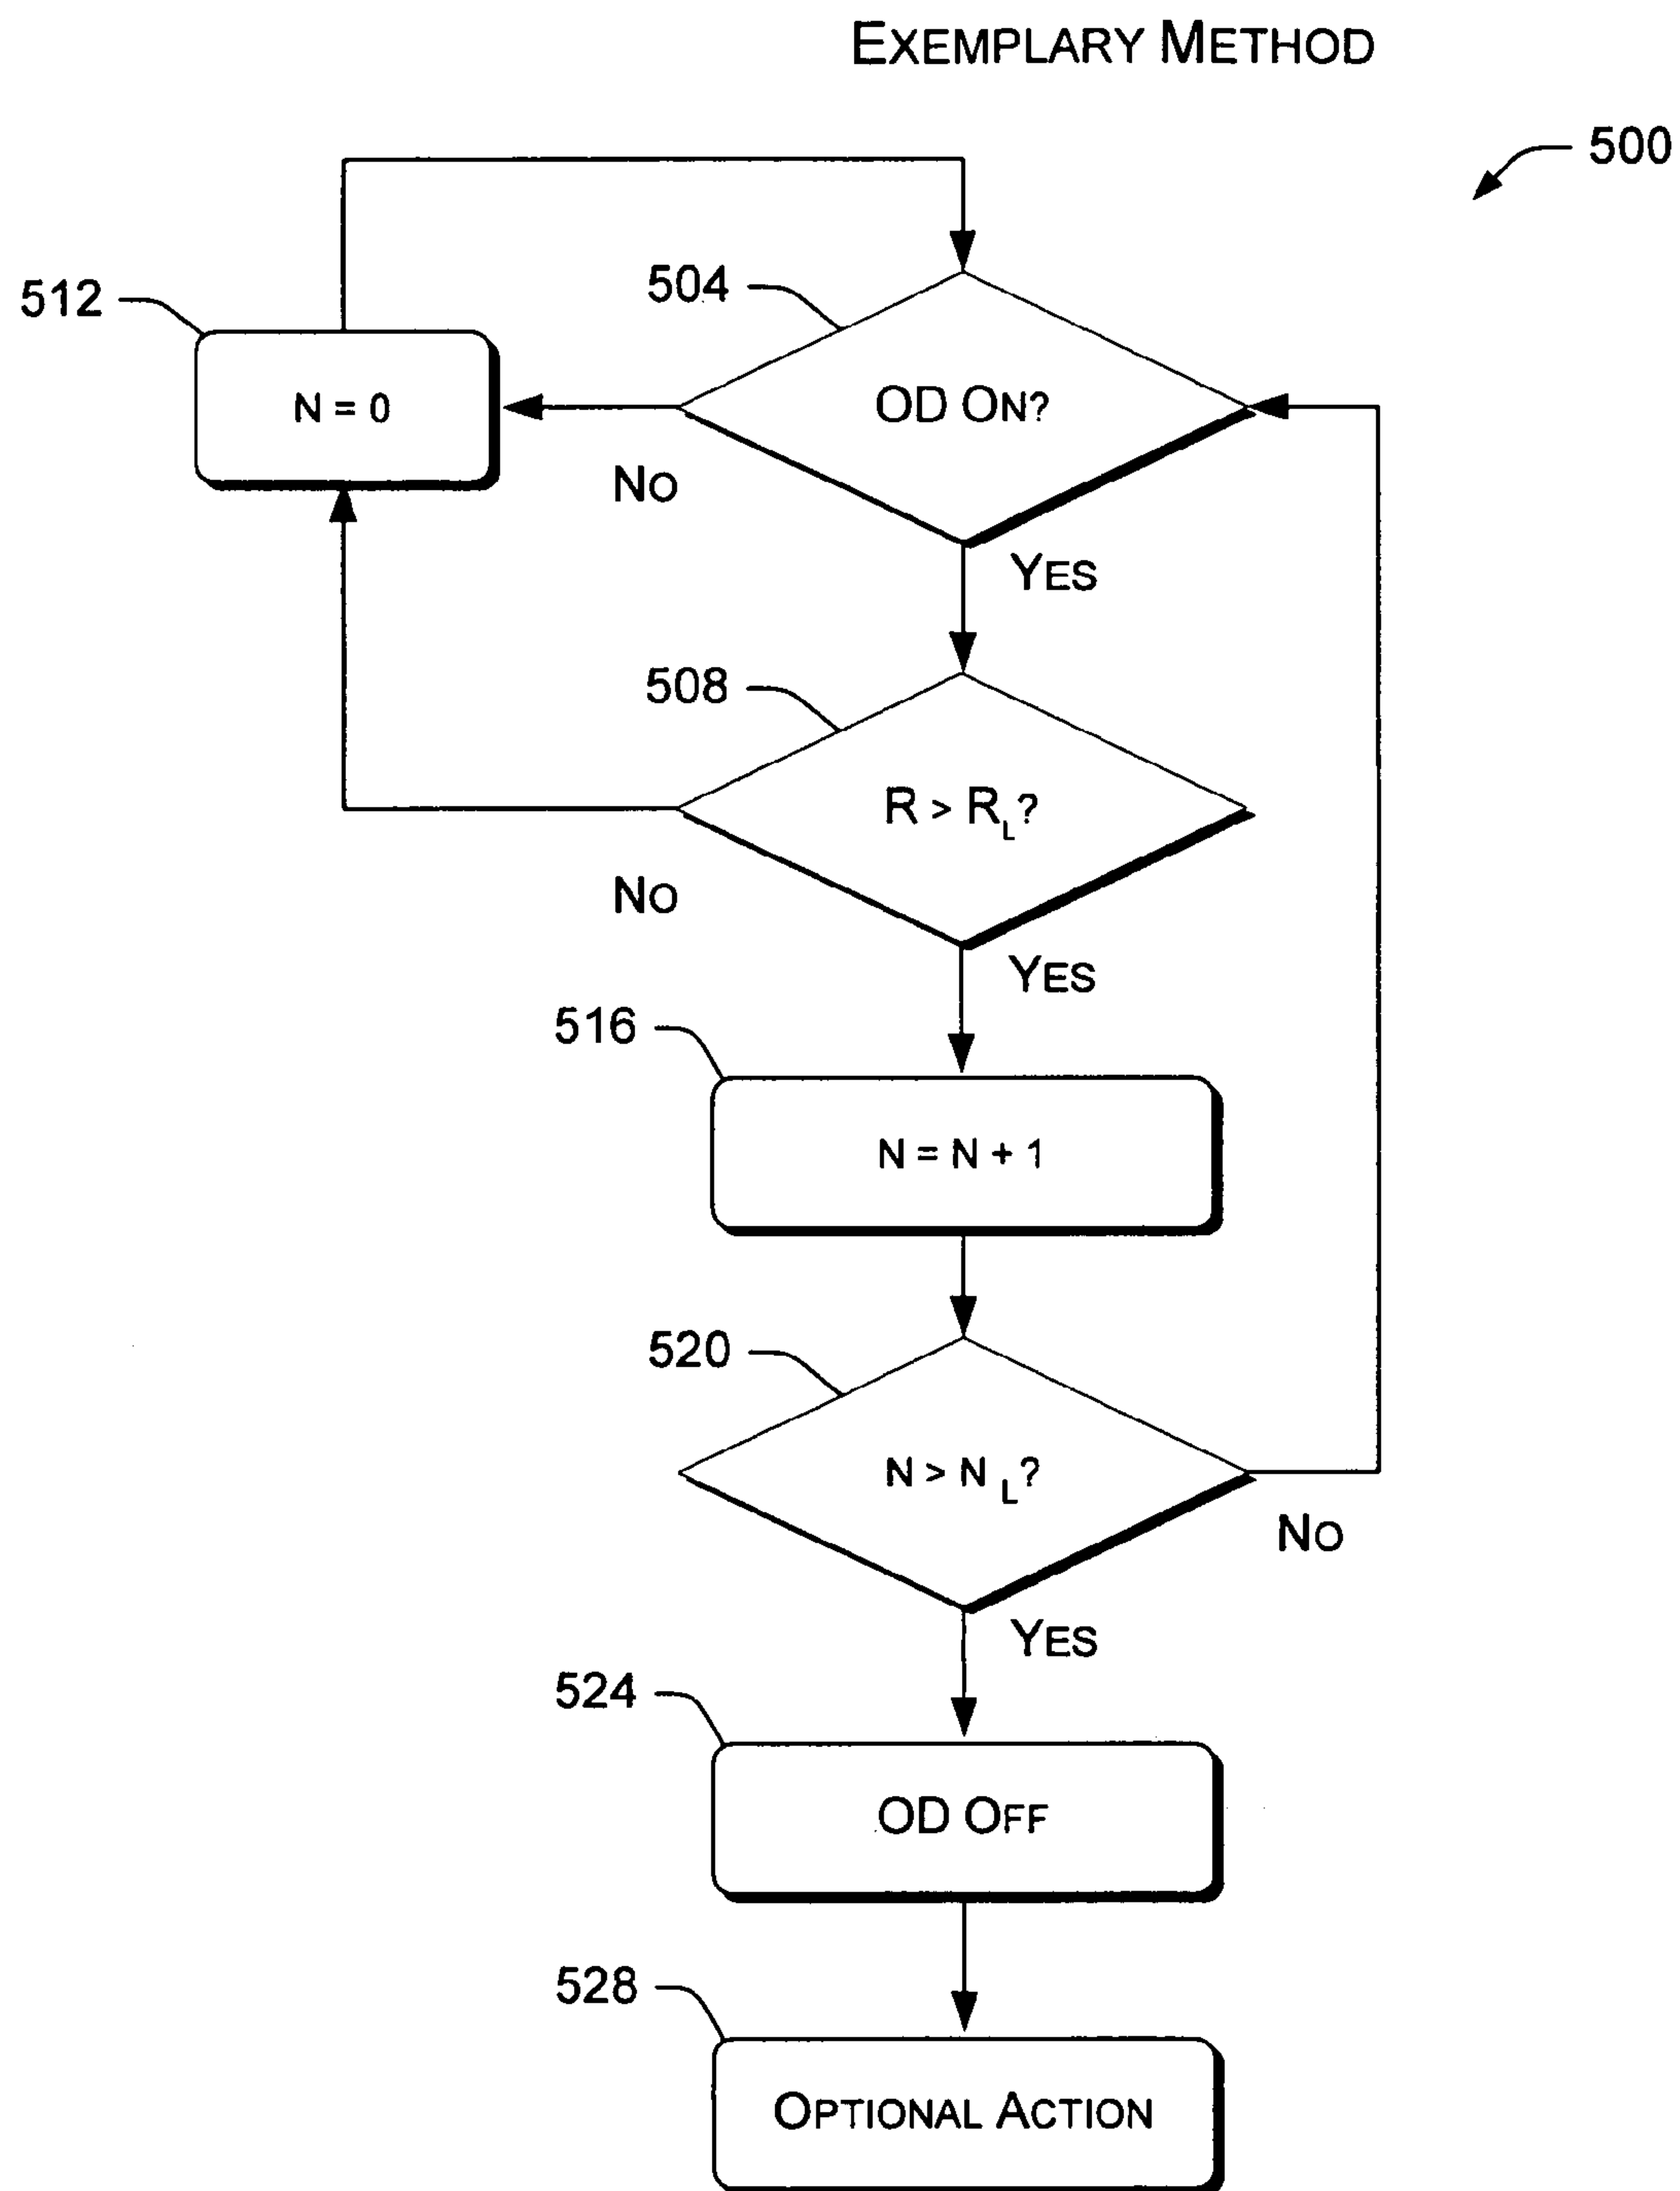 EXEMPLARY METHOD
500
504
512
OD ON?
N = 0
NO
YES
508
R > RL?
NO
YES
516
N = N + 1
520
N > N L?
NO
YES
524
OD OFF
528
OPTIONAL ACTION